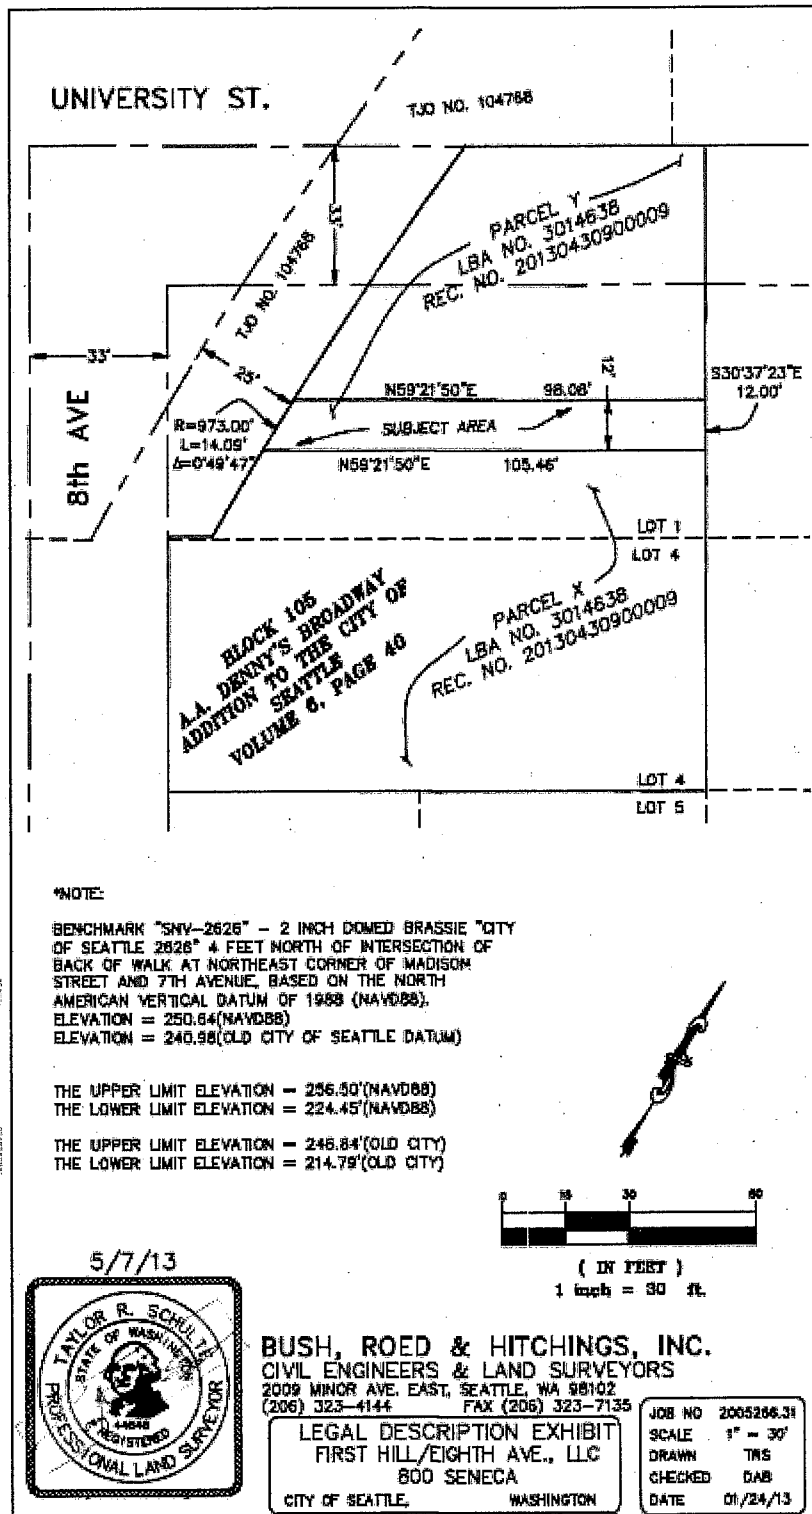 UNIVERSITY ST.
TJO NO. 104768
33'
TJO NO. 104768
PARCEL Y
LBA NO. 3014638
REC. NO. 20130430900009
33'
25'
8th AVE
R=973.00'
L=14.09'
Δ=0°49'47"
N59°21'50"E 98.08'
12'
S30°37'23"E
12.00'
SUBJECT AREA
N59°21'50"E 105.46'
LOT 1
LOT 4
BLOCK 105
A.A. DENNY'S BROADWAY
ADDITION TO THE CITY OF
SEATTLE
VOLUME 6, PAGE 40
PARCEL X
LBA NO. 3014638
REC. NO. 20130430900009
LOT 4
LOT 5
*NOTE:
BENCHMARK "SNV-2626" - 2 INCH DOMED BRASSIE "CITY
OF SEATTLE 2626" 4 FEET NORTH OF INTERSECTION OF
BACK OF WALK AT NORTHEAST CORNER OF MADISON
STREET AND 7TH AVENUE, BASED ON THE NORTH
AMERICAN VERTICAL DATUM OF 1988 (NAVD88).
ELEVATION = 250.64(NAVD88)
ELEVATION = 240.98(OLD CITY OF SEATTLE DATUM)
THE UPPER LIMIT ELEVATION = 256.50'(NAVD88)
THE LOWER LIMIT ELEVATION = 224.45'(NAVD88)
THE UPPER LIMIT ELEVATION = 246.84'(OLD CITY)
THE LOWER LIMIT ELEVATION = 214.79'(OLD CITY)
0 15 30 60
( IN FEET )
1 inch = 30 ft.
5/7/13
TAYLOR R. SCHULTE
STATE OF WASHINGTON
44646
REGISTERED
PROFESSIONAL LAND SURVEYOR
BUSH, ROED & HITCHINGS, INC.
CIVIL ENGINEERS & LAND SURVEYORS
2009 MINOR AVE. EAST, SEATTLE, WA 98102
(206) 323-4144 FAX (206) 323-7135
LEGAL DESCRIPTION EXHIBIT
FIRST HILL/EIGHTH AVE., LLC
800 SENECA
CITY OF SEATTLE, WASHINGTON
JOB NO 2005266.31
SCALE 1" = 30'
DRAWN TRS
CHECKED DAB
DATE 01/24/13